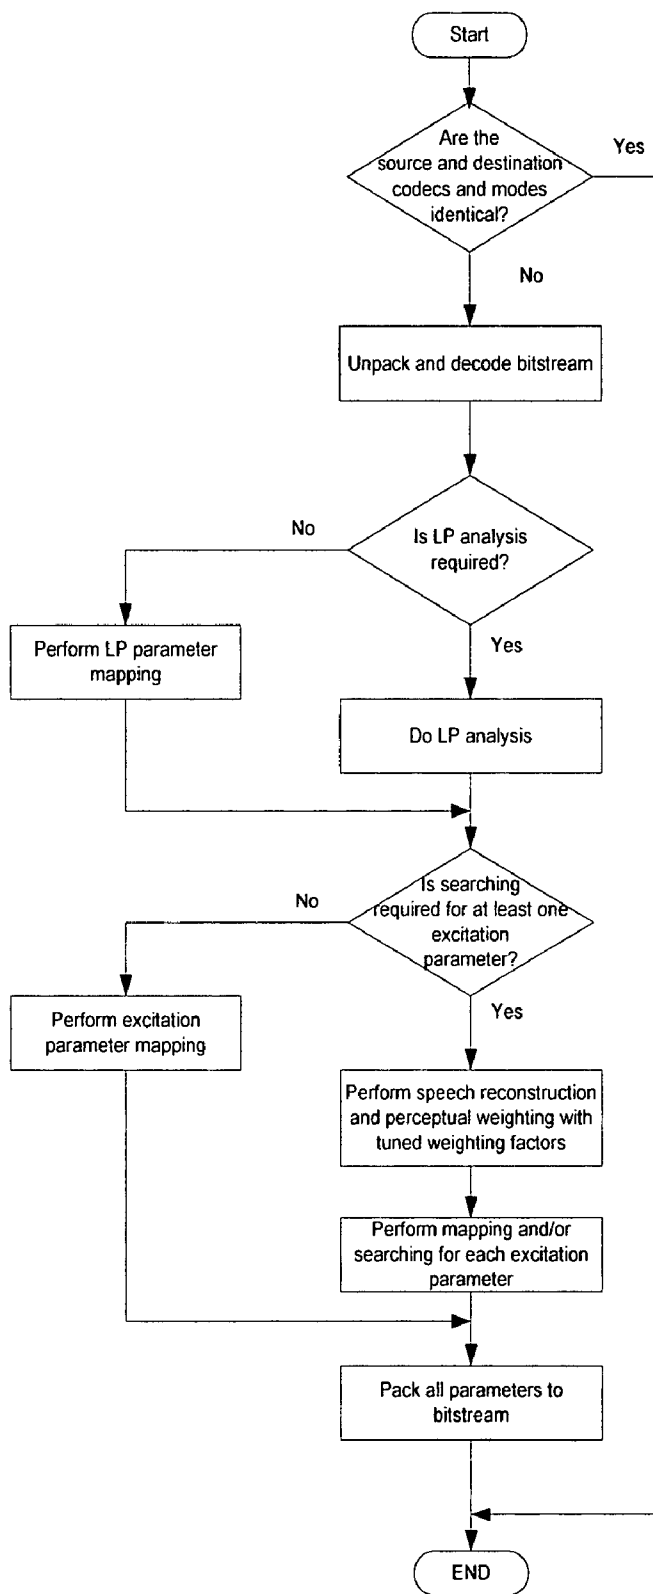 Start
Are the
source and destination
codecs and modes
identical?
Yes
No
Unpack and decode bitstream
No
Is LP analysis
required?
Perform LP parameter
mapping
Yes
Do LP analysis
No
Is searching
required for at least one
excitation
parameter?
Perform excitation
parameter mapping
Yes
Perform speech reconstruction
and perceptual weighting with
tuned weighting factors
Perform mapping and/or
searching for each excitation
parameter
Pack all parameters to
bitstream
END